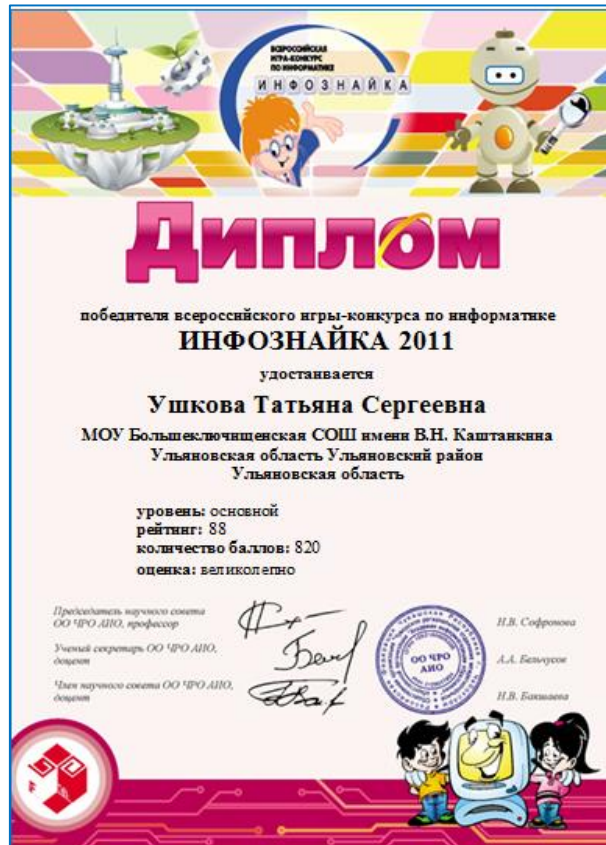 ВСЕРОССИЙСКАЯ
ИГРА-КОНКУРС
ПО ИНФОРМАТИКЕ
ИНФОЗНАЙКА
Диплом
победителя всероссийского игры-конкурса по информатике
ИНФОЗНАЙКА 2011
удостаивается
Ушкова Татьяна Сергеевна
МОУ Большеключищенская СОШ имени В.Н. Каштанкина
Ульяновская область Ульяновский район
Ульяновская область
уровень: основной
рейтинг: 88
количество баллов: 820
оценка: великолепно
Председатель научного совета
ОО ЧРО АИО, профессор
Н.В. Софронова
Ученый секретарь ОО ЧРО АИО,
доцент
А.А. Бельчусов
Член научного совета ОО ЧРО АИО,
доцент
Н.В. Бакшаева
ОО ЧРО
АИО